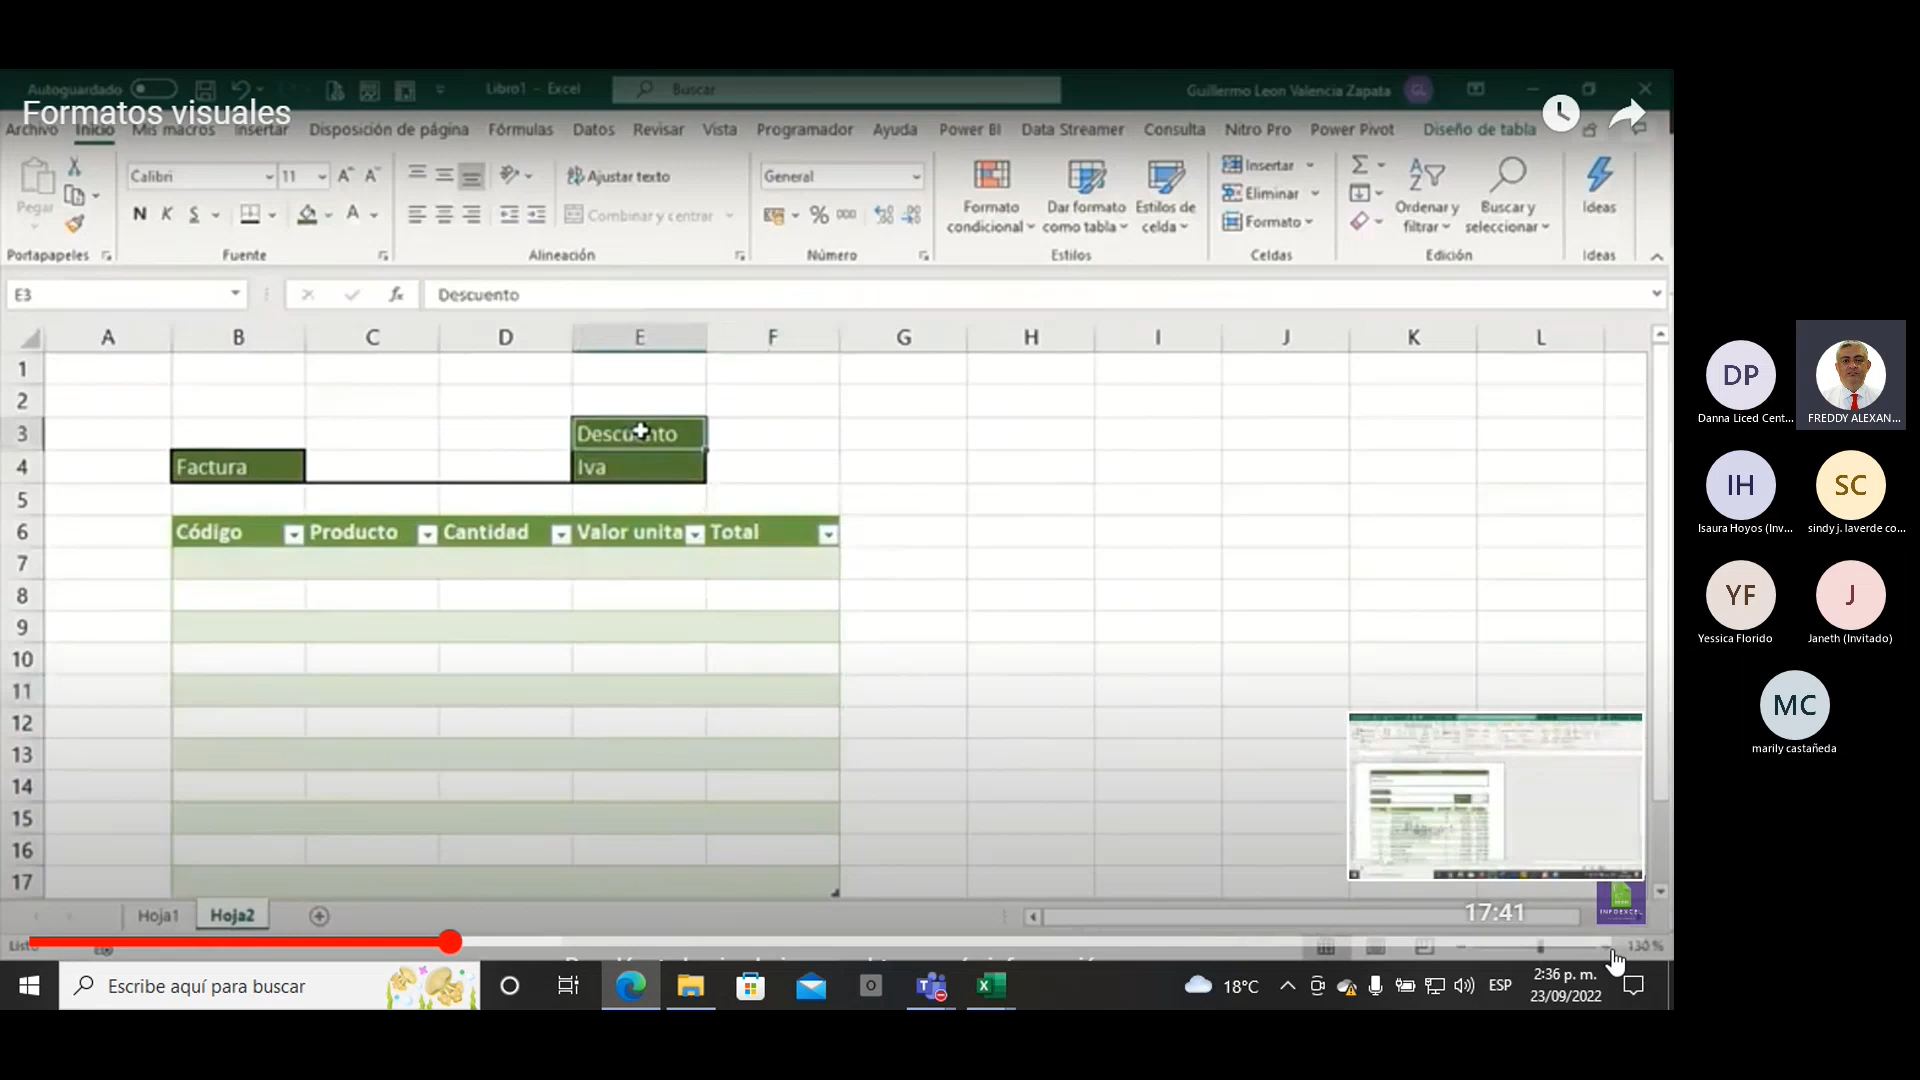 Autoguardado
Libro1 - Excel
Buscar
Guillermo Leon Valencia Zapata
GL
Formatos visuales
Archivo Inicio Mis macros Insertar Disposición de página Fórmulas Datos Revisar Vista Programador Ayuda Power BI Data Streamer Consulta Nitro Pro Power Pivot Diseño de tabla
Pegar
Calibri
11
N K S
Ajustar texto
Combinar y centrar
General
% 000
Formato condicional
Dar formato como tabla
Estilos de celda
Insertar
Eliminar
Formato
Ordenar y filtrar
Buscar y seleccionar
Ideas
Portapapeles Fuente Alineación Número Estilos Celdas Edición Ideas
E3
fx
Descuento
A B C D E F G H I J K L
1
2
3 Descuento
4 Factura Iva
5
6 Código Producto Cantidad Valor unita Total
7
8
9
10
11
12
13
14
15
16
17
Hoja1 Hoja2
17:41
INFOEXCEL
130 %
Escribe aquí para buscar
18°C
ESP
2:36 p. m.
23/09/2022
DP
Danna Liced Cent...
FREDDY ALEXAN...
IH
Isaura Hoyos (Inv...
SC
sindy j. laverde co...
YF
Yessica Florido
J
Janeth (Invitado)
MC
marily castañeda